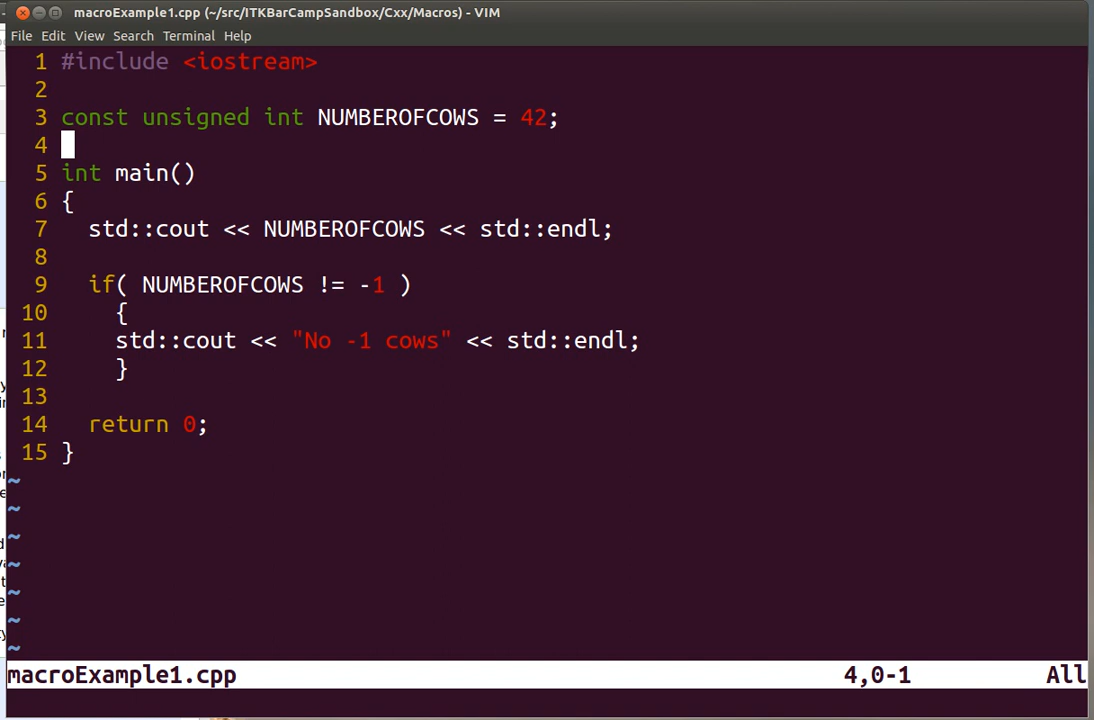 macroExample1.cpp (~/src/ITKBarCampSandbox/Cxx/Macros) - VIM
File Edit View Search Terminal Help
1 #include <iostream>
2
3 const unsigned int NUMBEROFCOWS = 42;
4
5 int main()
6 {
7   std::cout << NUMBEROFCOWS << std::endl;
8
9   if( NUMBEROFCOWS != -1 )
10     {
11     std::cout << "No -1 cows" << std::endl;
12     }
13
14   return 0;
15 }
~
~
~
~
~
~
~
macroExample1.cpp 4,0-1 All